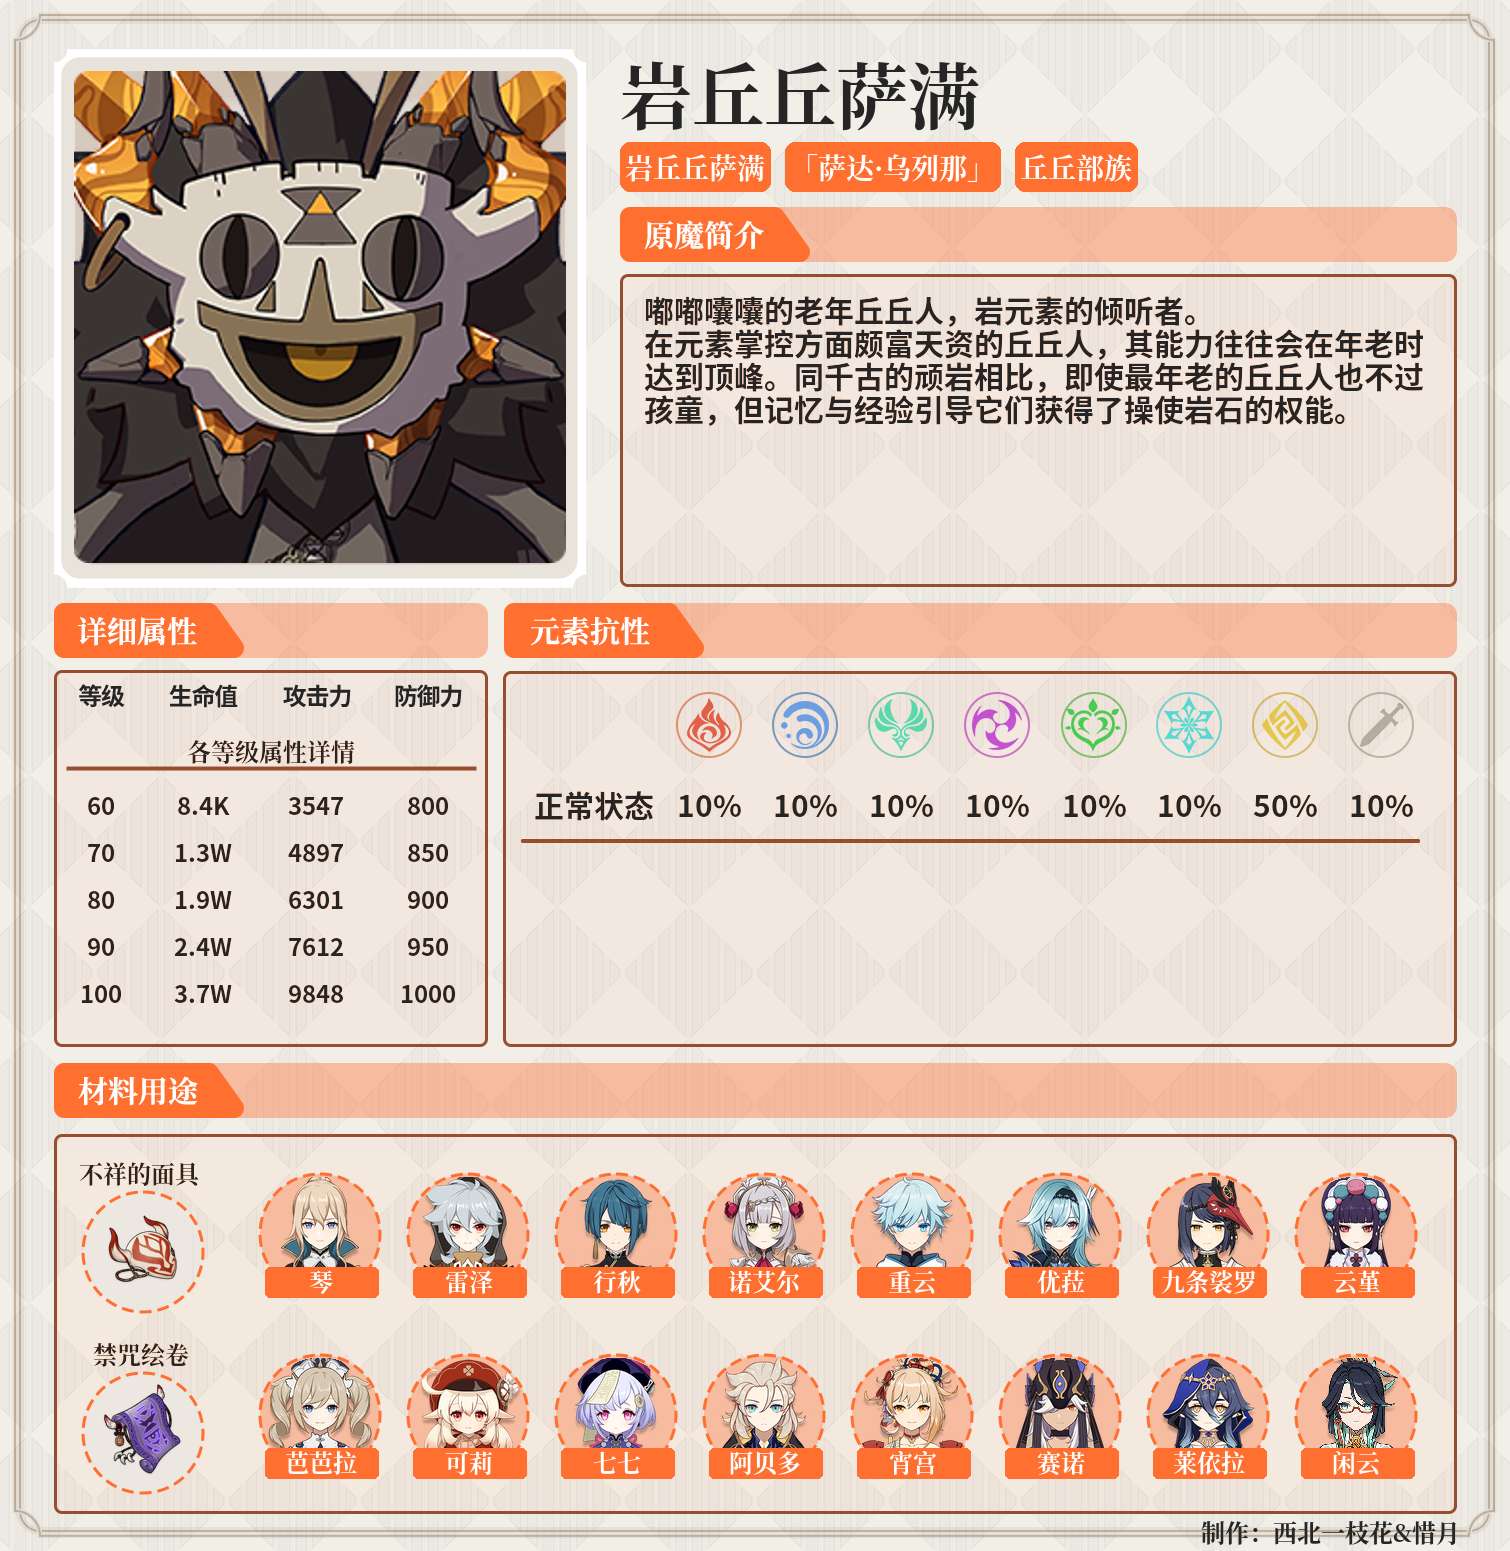 岩丘丘萨满
岩丘丘萨满 「萨达·乌列那」 丘丘部族
原魔简介
嘟嘟囔囔的老年丘丘人，岩元素的倾听者。
在元素掌控方面颇富天资的丘丘人，其能力往往会在年老时
达到顶峰。同千古的顽岩相比，即使最年老的丘丘人也不过
孩童，但记忆与经验引导它们获得了操使岩石的权能。
详细属性
等级 生命值 攻击力 防御力
各等级属性详情
60 8.4K 3547 800
70 1.3W 4897 850
80 1.9W 6301 900
90 2.4W 7612 950
100 3.7W 9848 1000
元素抗性
正常状态 10% 10% 10% 10% 10% 10% 50% 10%
材料用途
不祥的面具
琴 雷泽 行秋 诺艾尔 重云 优菈 九条裟罗 云堇
禁咒绘卷
芭芭拉 可莉 七七 阿贝多 宵宫 赛诺 莱依拉 闲云
制作：西北一枝花&惜月